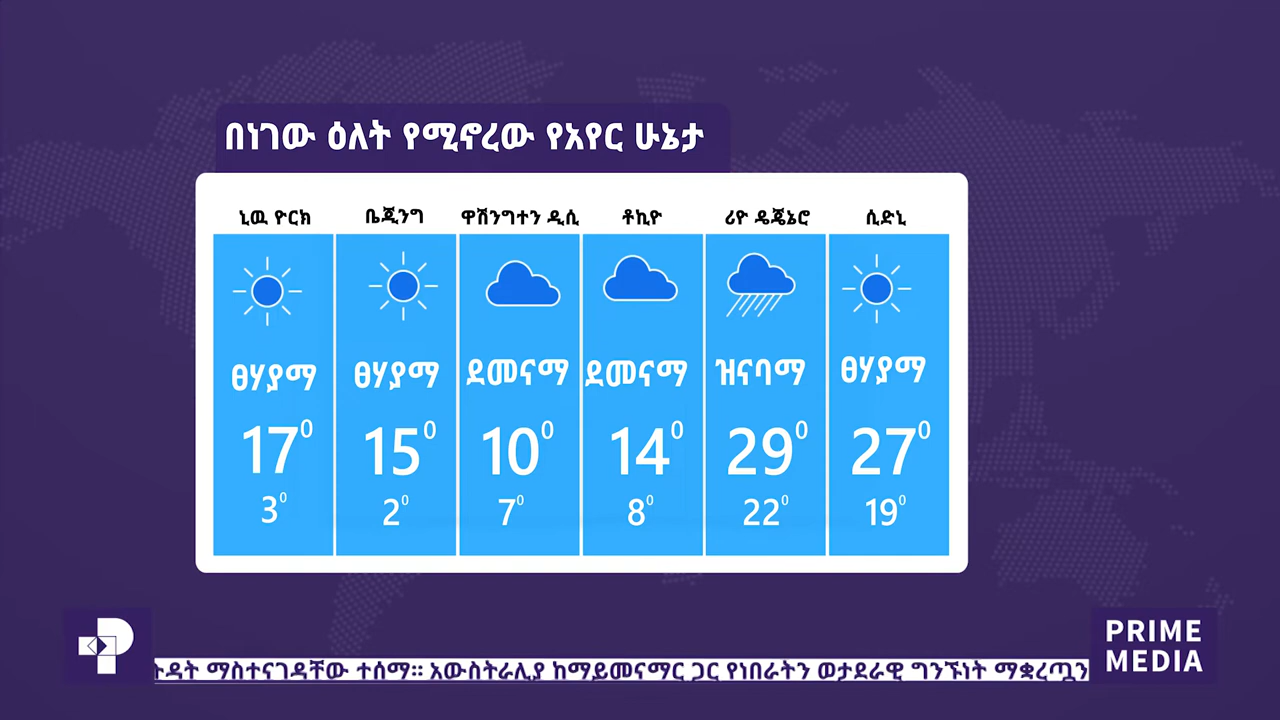 በነገው ዕለት የሚኖረው የአየር ሁኔታ
ኒዉ ዮርክ ቤጂንግ ዋሽንግተን ዲሲ ቶኪዮ ሪዮ ዴጄኔሮ ሲድኒ
ፀሃያማ ፀሃያማ ደመናማ ደመናማ ዝናባማ ፀሃያማ
17⁰ 15⁰ 10⁰ 14⁰ 29⁰ 27⁰
3⁰ 2⁰ 7⁰ 8⁰ 22⁰ 19⁰
PRIME
MEDIA
ማስተናገዳቸው ተሰማ። አውስትራሊያ ከማይመናማር ጋር የነበራትን ወታደራዊ ግንኙነት ማቋረጧን